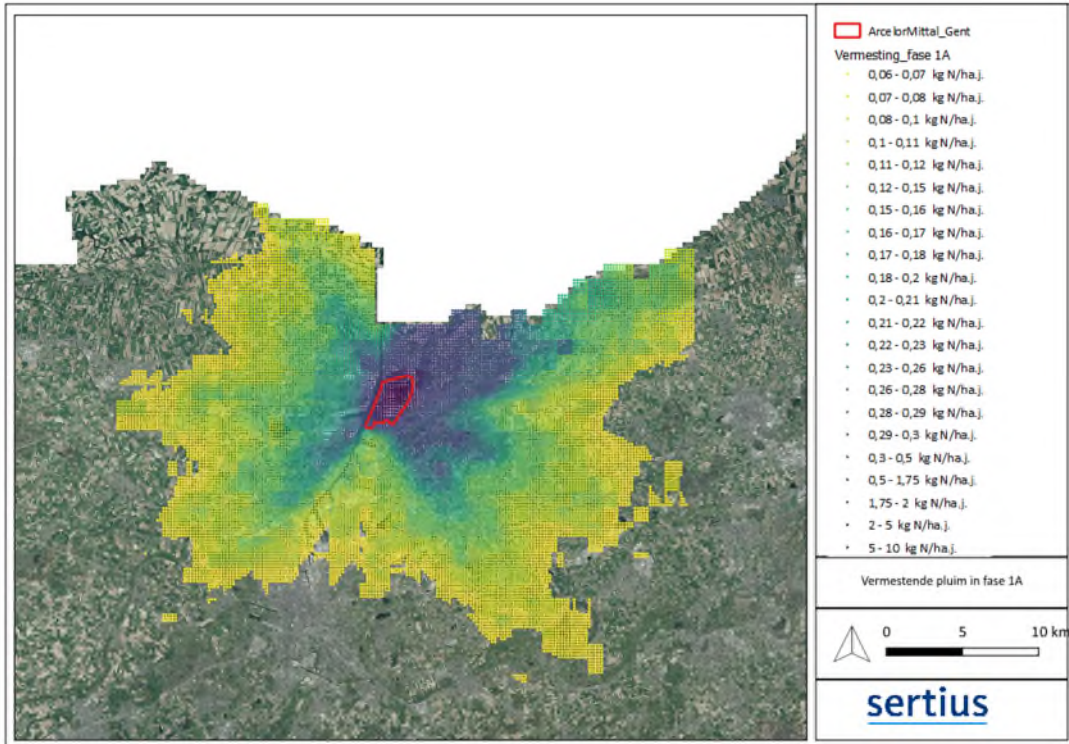 ArcelorMittal_Gent
Vermesting_fase 1A
0,06 - 0,07 kg N/ha.j.
0,07 - 0,08 kg N/ha.j.
0,08 - 0,1 kg N/ha.j.
0,1 - 0,11 kg N/ha.j.
0,11 - 0,12 kg N/ha.j.
0,12 - 0,15 kg N/ha.j.
0,15 - 0,16 kg N/ha.j.
0,16 - 0,17 kg N/ha.j.
0,17 - 0,18 kg N/ha.j.
0,18 - 0,2 kg N/ha.j.
0,2 - 0,21 kg N/ha.j.
0,21 - 0,22 kg N/ha.j.
0,22 - 0,23 kg N/ha.j.
0,23 - 0,26 kg N/ha.j.
0,26 - 0,28 kg N/ha.j.
0,28 - 0,29 kg N/ha.j.
0,29 - 0,3 kg N/ha.j.
0,3 - 0,5 kg N/ha.j.
0,5 - 1,75 kg N/ha.j.
1,75 - 2 kg N/ha.j.
2 - 5 kg N/ha.j.
5 - 10 kg N/ha.j.
Vermestende pluim in fase 1A
0 5 10 km
sertius